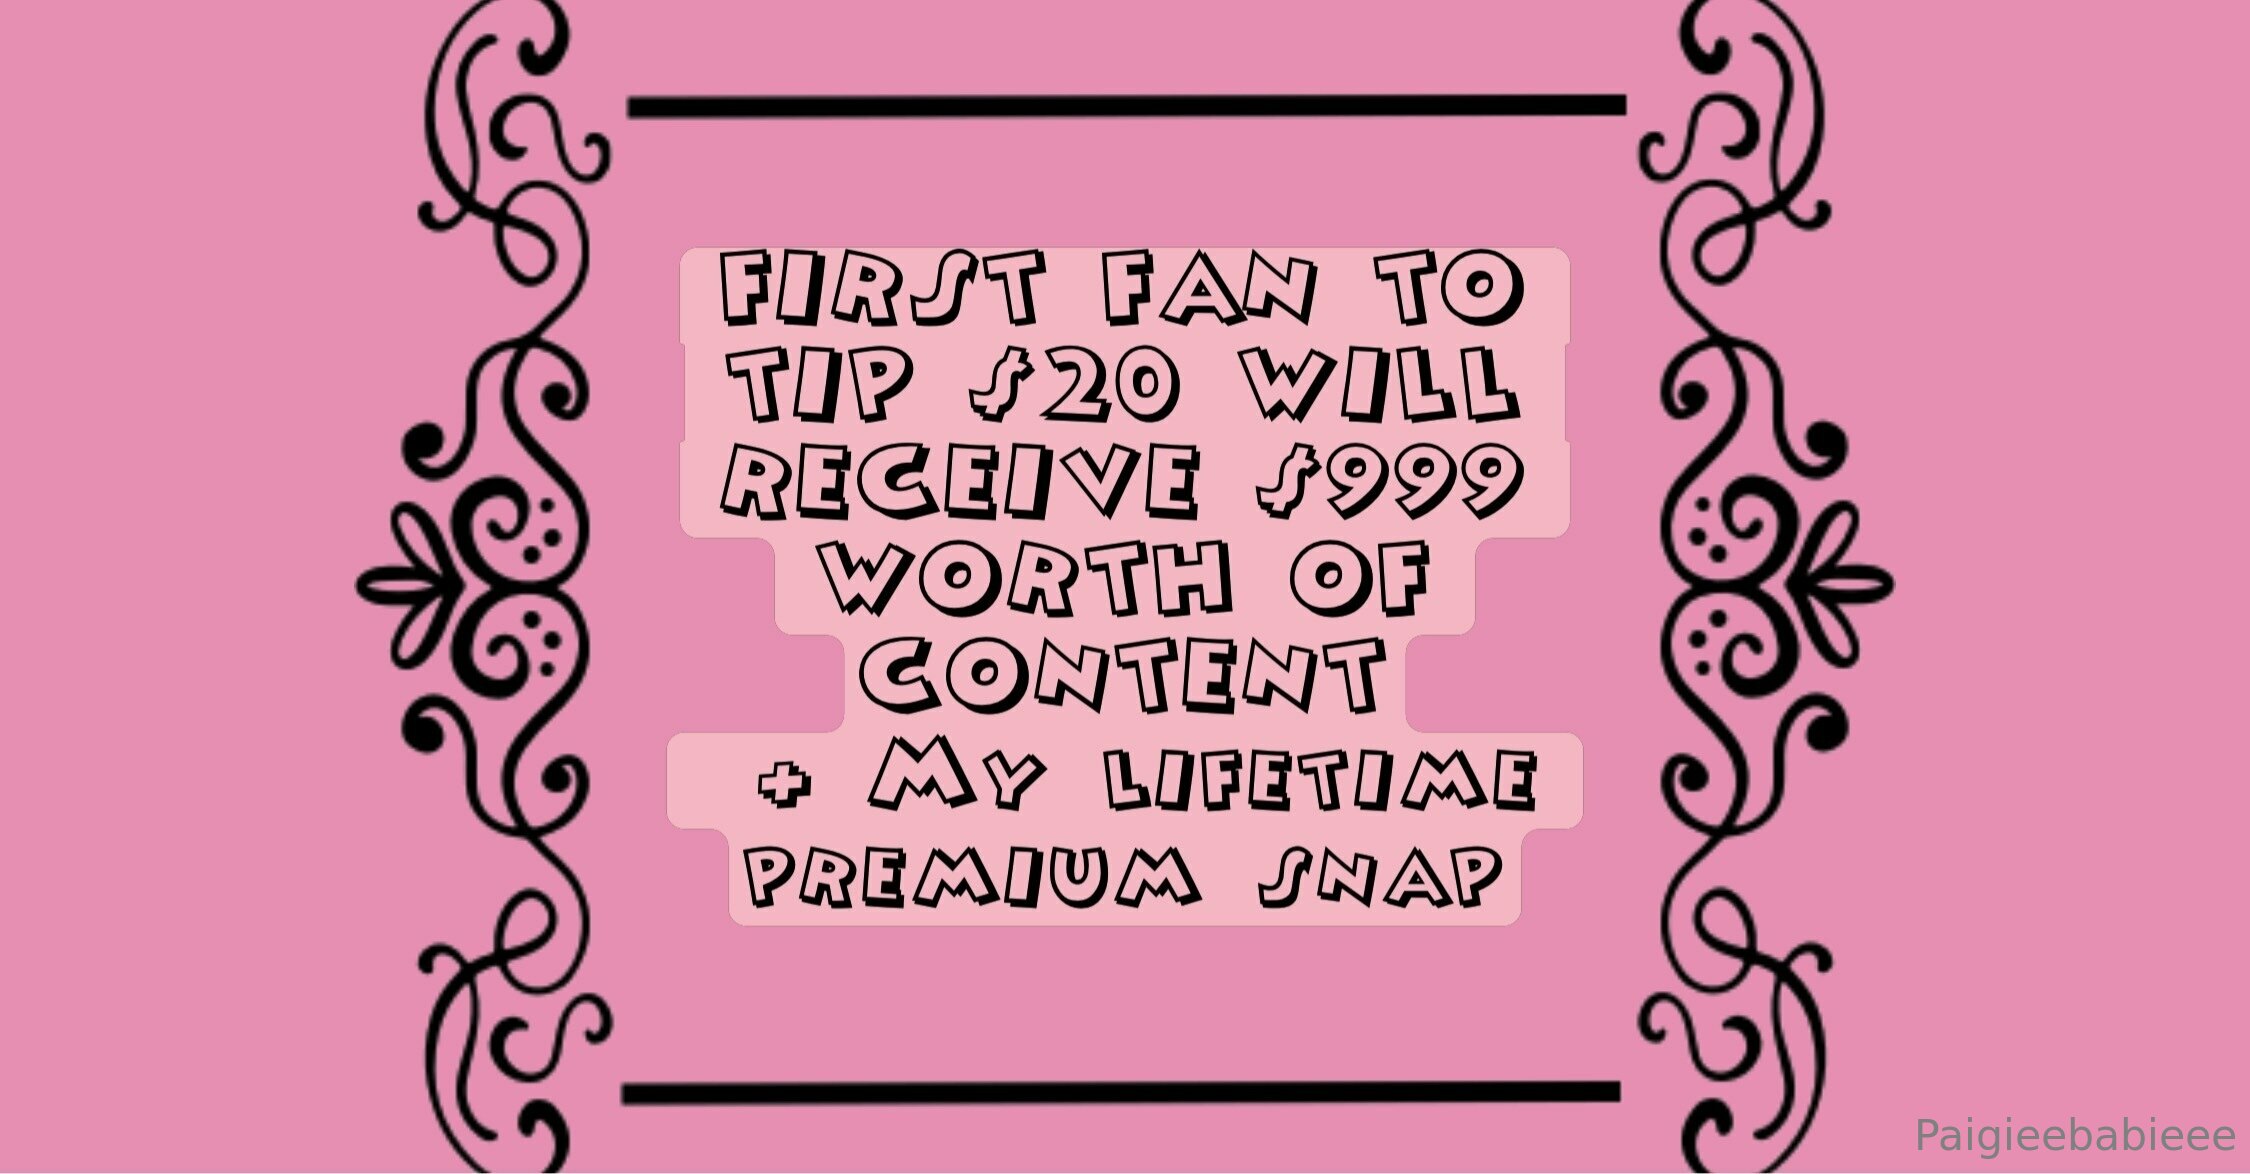 FIRST FAN TO
TIP $20 WILL
RECEIVE $999
WORTH OF
CONTENT
+ MY LIFETIME
PREMIUM SNAP
Paigieebabieee